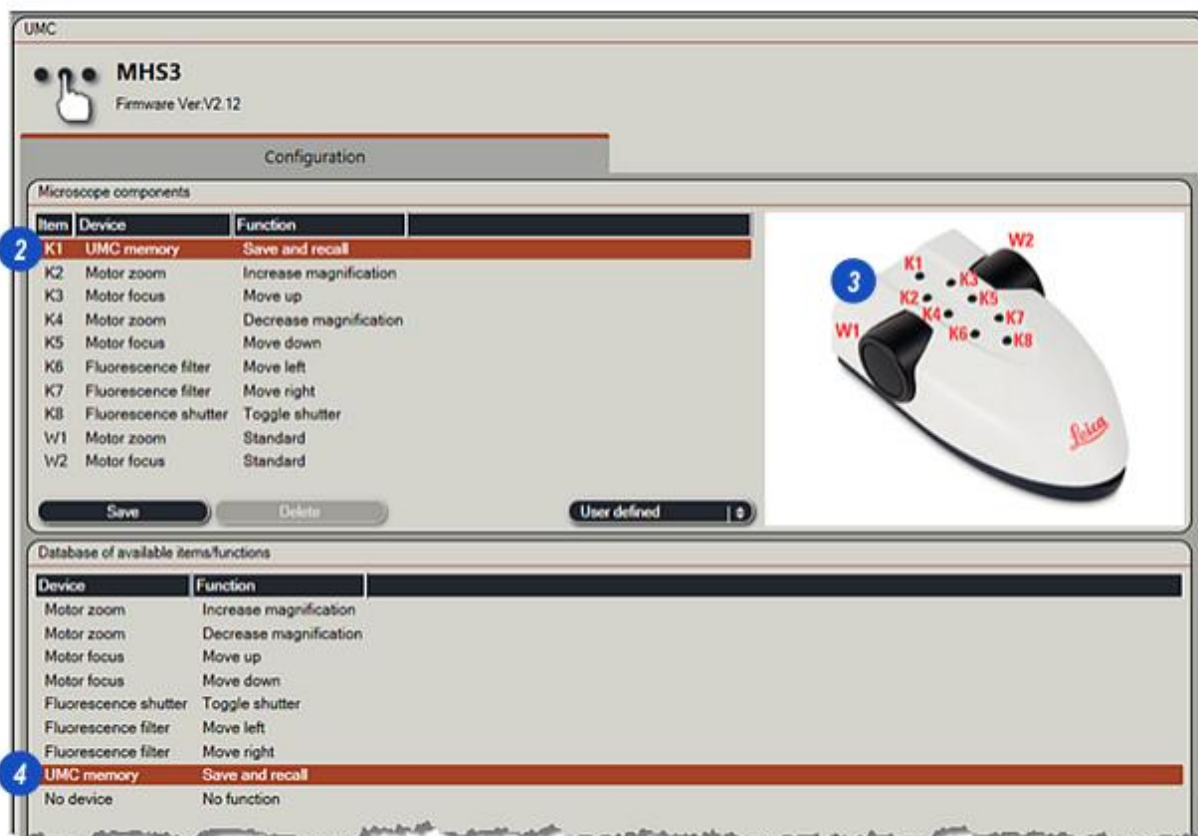 UMC
MHS3
Firmware Ver:V2.12
Configuration
Microscope components
Item Device Function
2 K1 UMC memory Save and recall
K2 Motor zoom Increase magnification
K3 Motor focus Move up
K4 Motor zoom Decrease magnification
K5 Motor focus Move down
K6 Fluorescence filter Move left
K7 Fluorescence filter Move right
K8 Fluorescence shutter Toggle shutter
W1 Motor zoom Standard
W2 Motor focus Standard
Save Delete User defined
3
W2
K1
K3
K2
K5
K4
K7
W1
K6
K8
Leica
Database of available items/functions
Device Function
Motor zoom Increase magnification
Motor zoom Decrease magnification
Motor focus Move up
Motor focus Move down
Fluorescence shutter Toggle shutter
Fluorescence filter Move left
Fluorescence filter Move right
4 UMC memory Save and recall
No device No function